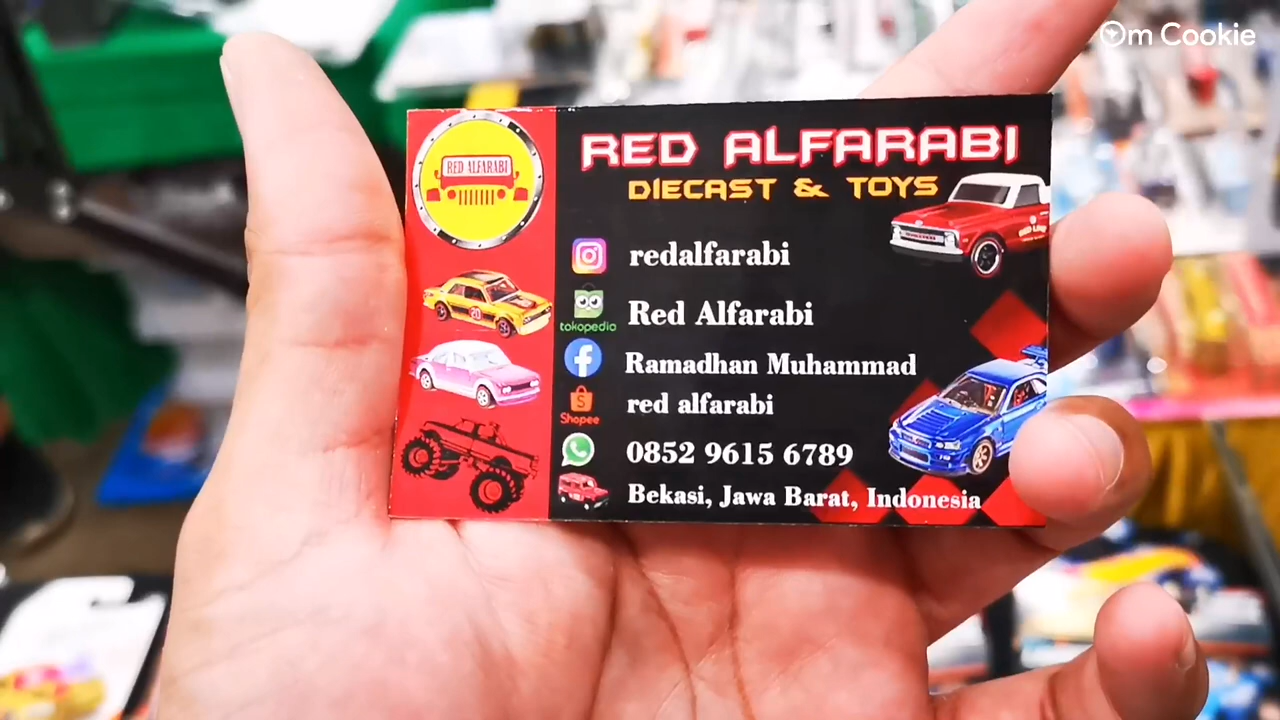 Om Cookie
RED ALFARABI
RED ALFARABI
DIECAST & TOYS
redalfarabi
tokopedia
Red Alfarabi
Ramadhan Muhammad
Shopee
red alfarabi
0852 9615 6789
Bekasi, Jawa Barat, Indonesia